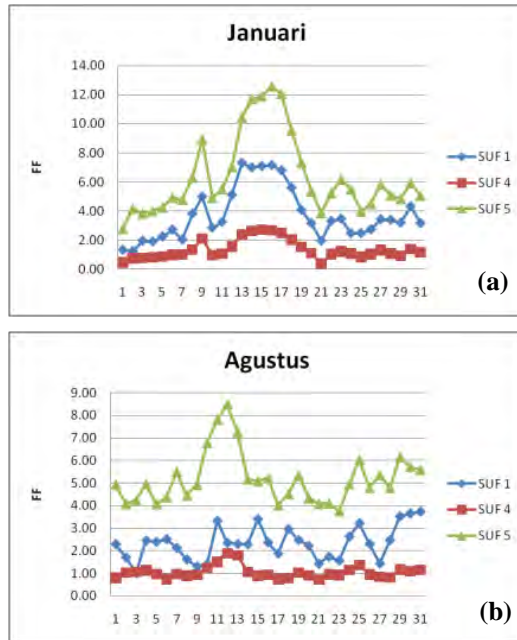 Januari
14.00
12.00
10.00
8.00
6.00
4.00
2.00
0.00
FF
1 3 5 7 9 11 13 15 17 19 21 23 25 27 29 31
SUF 1
SUF 4
SUF 5
(a)
Agustus
9.00
8.00
7.00
6.00
5.00
4.00
3.00
2.00
1.00
0.00
FF
1 3 5 7 9 11 13 15 17 19 21 23 25 27 29 31
SUF 1
SUF 4
SUF 5
(b)